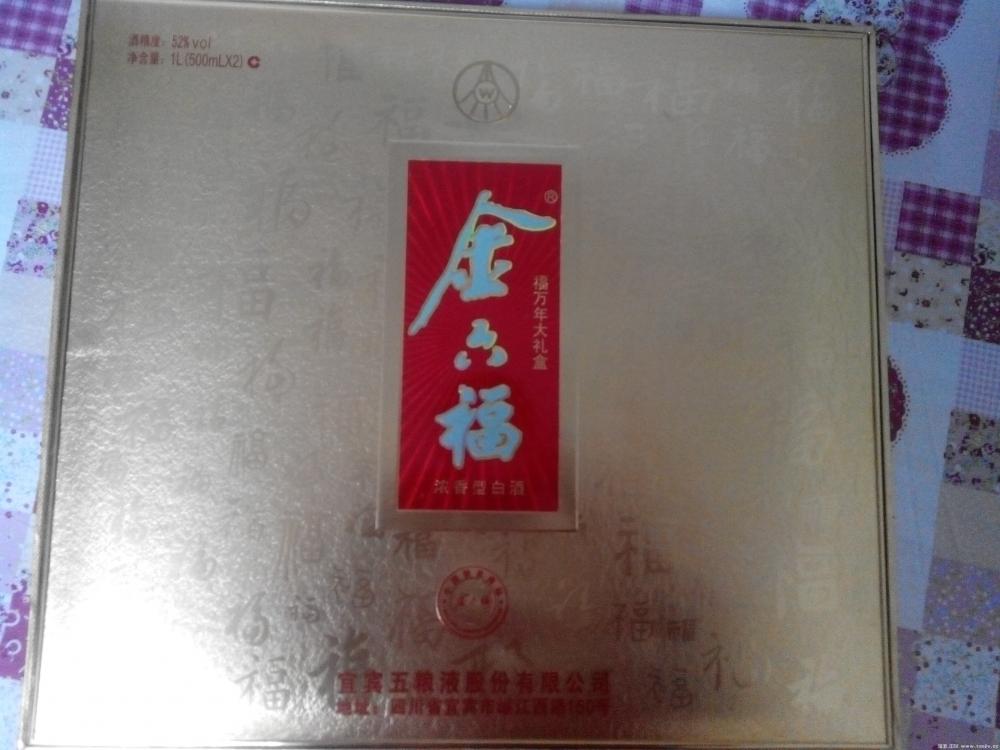 酒精度：52%vol
净含量：1L(500mLX2)
W
金六福
®
福万年大礼盒
浓香型白酒
宜宾五粮液股份有限公司
地址：四川省宜宾市岷江西路150号